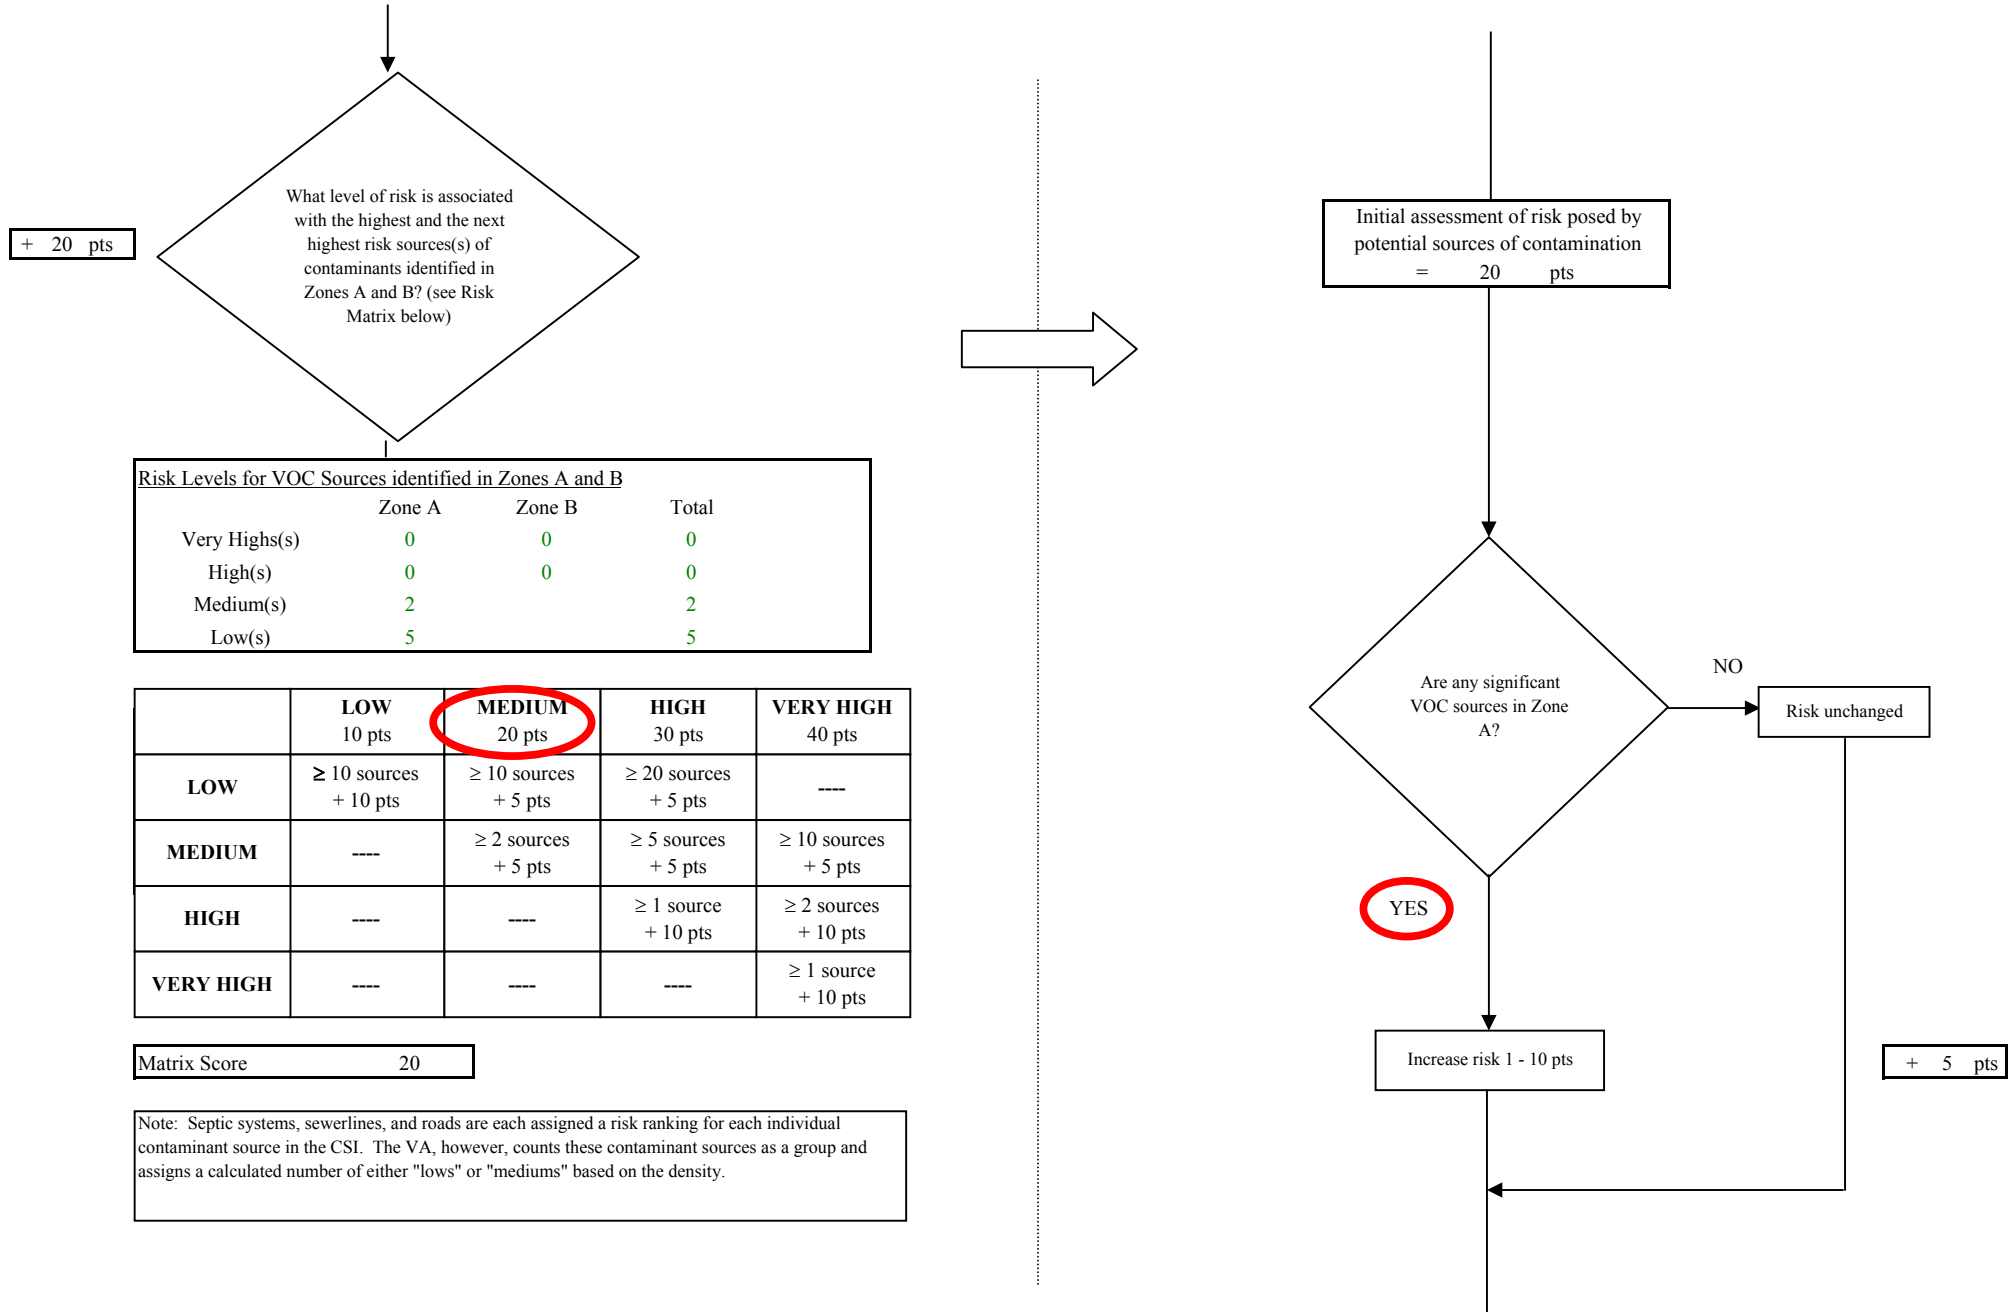 What level of risk is associated
with the highest and the next
highest risk sources(s) of
contaminants identified in
Zones A and B? (see Risk
Matrix below)
+ 20 pts
Risk Levels for VOC Sources identified in Zones A and B
Zone A Zone B Total
Very Highs(s) 0 0 0
High(s) 0 0 0
Medium(s) 2 2
Low(s) 5 5
LOW MEDIUM HIGH VERY HIGH
10 pts 20 pts 30 pts 40 pts
LOW ≥ 10 sources ≥ 10 sources ≥ 20 sources ----
+ 10 pts + 5 pts + 5 pts
MEDIUM ---- ≥ 2 sources ≥ 5 sources ≥ 10 sources
+ 5 pts + 5 pts + 5 pts
HIGH ---- ---- ≥ 1 source ≥ 2 sources
+ 10 pts + 10 pts
VERY HIGH ---- ---- ---- ≥ 1 source
+ 10 pts
Matrix Score 20
Note: Septic systems, sewerlines, and roads are each assigned a risk ranking for each individual
contaminant source in the CSI. The VA, however, counts these contaminant sources as a group and
assigns a calculated number of either "lows" or "mediums" based on the density.
Initial assessment of risk posed by
potential sources of contamination
= 20 pts
Are any significant
VOC sources in Zone
A?
NO
Risk unchanged
YES
Increase risk 1 - 10 pts
+ 5 pts